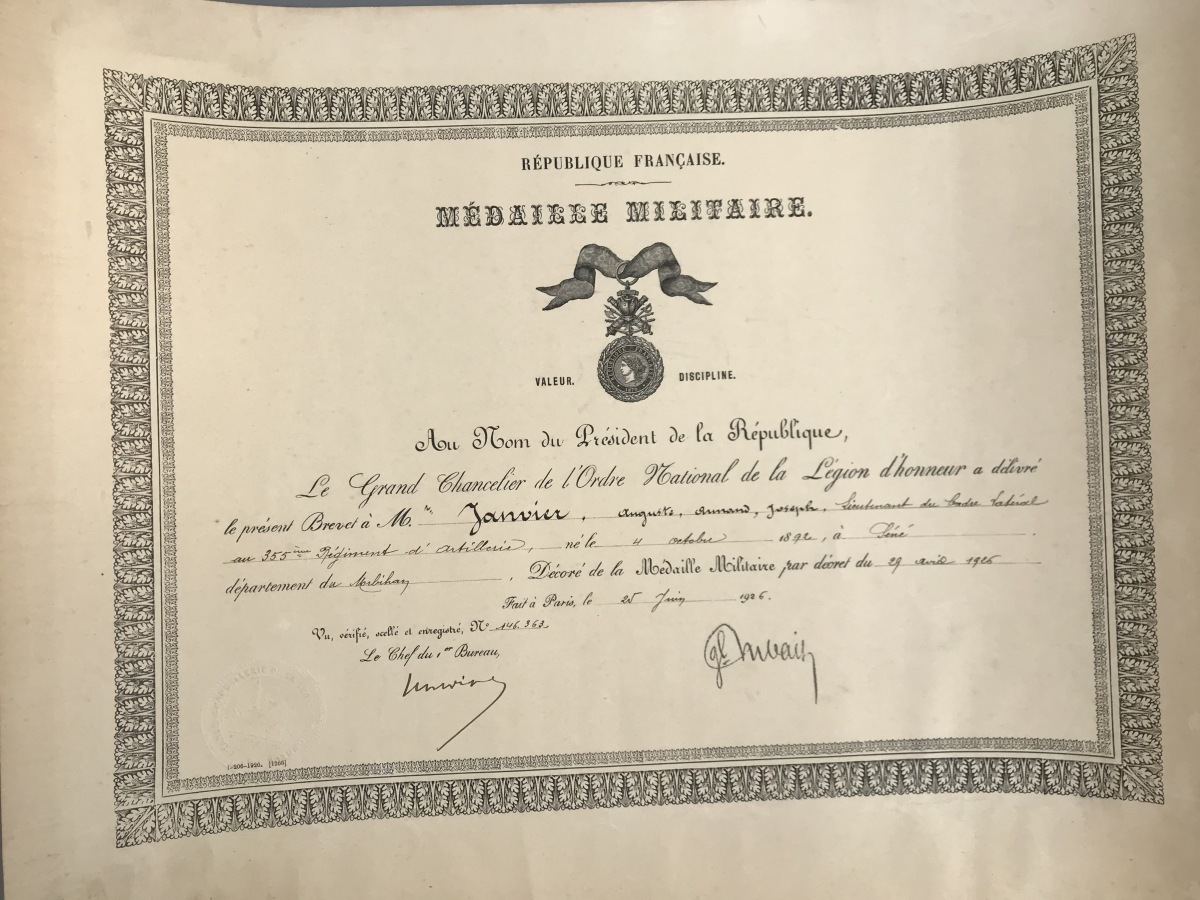 RÉPUBLIQUE FRANÇAISE.
MÉDAILLE MILITAIRE.
VALEUR. DISCIPLINE.
Au Nom du Président de la République,
Le Grand Chancelier de l'Ordre National de la Légion d'honneur a délivré
le présent Brevet à M. Janvier, Auguste, Armand, Joseph, Lieutenant du Cadre latéral
au 355ème Régiment d'artillerie, né le 4 octobre 1892, à Séné
département du Morbihan, Décoré de la Médaille Militaire par décret du 29 avril 1926
Fait à Paris, le 25 Juin 1926.
Vu, vérifié, scellé et enregistré, N° 146.363
Le Chef du 1er Bureau,
1-206-1920. [1266]